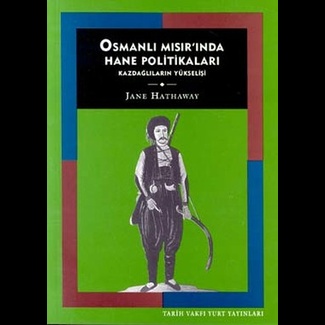 OSMANLI MISIR'INDA
HANE POLİTİKALARI
KAZDAĞLILARIN YÜKSELİŞİ
JANE HATHAWAY
TARİH VAKFI YURT YAYINLARI